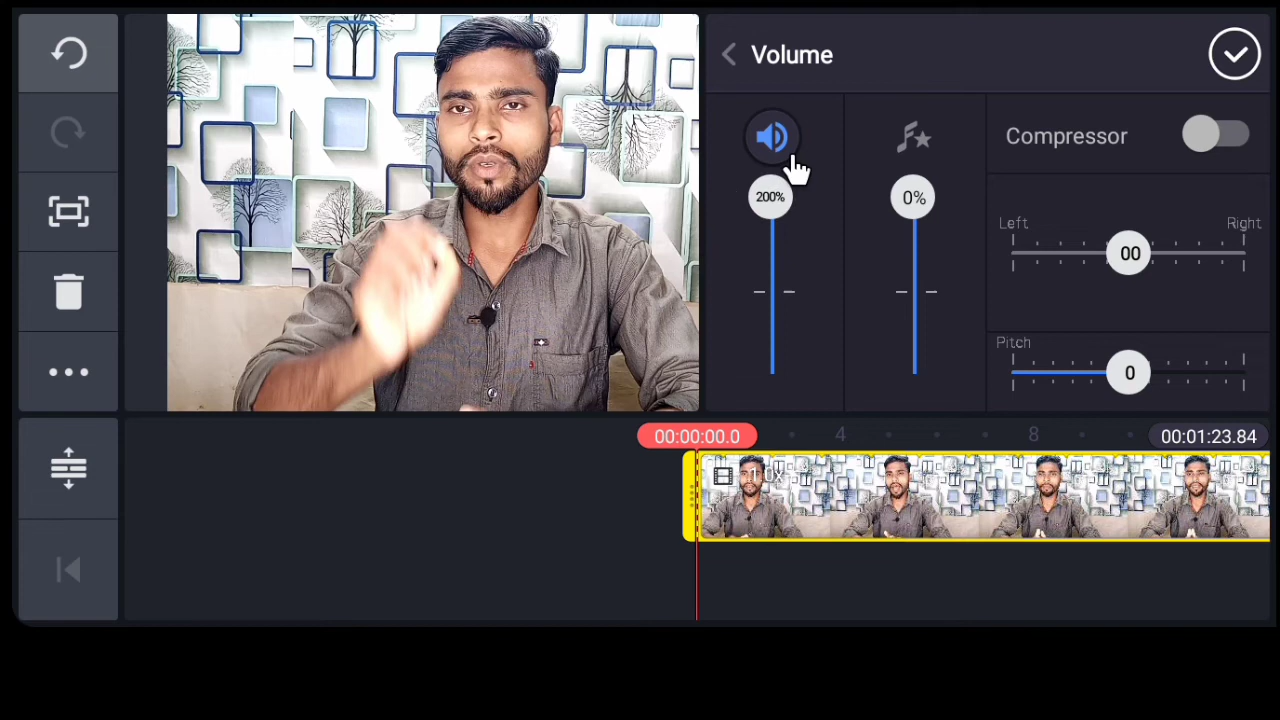 Volume
Compressor
200%
0%
Left
Right
00
Pitch
0
00:00:00.0
4
8
00:01:23.84